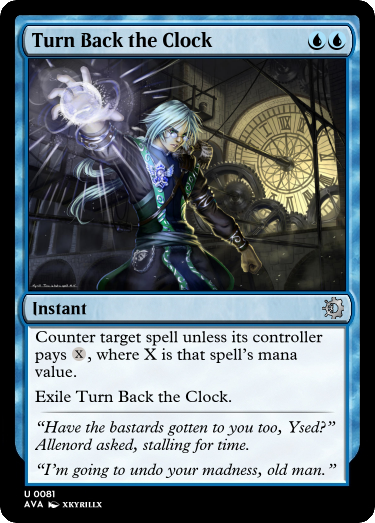 Turn Back the Clock
Instant
Counter target spell unless its controller
pays X, where X is that spell's mana
value.
Exile Turn Back the Clock.
"Have the bastards gotten to you too, Ysed?"
Allenord asked, stalling for time.
"I'm going to undo your madness, old man."
U 0081
AVA XKYRILLX